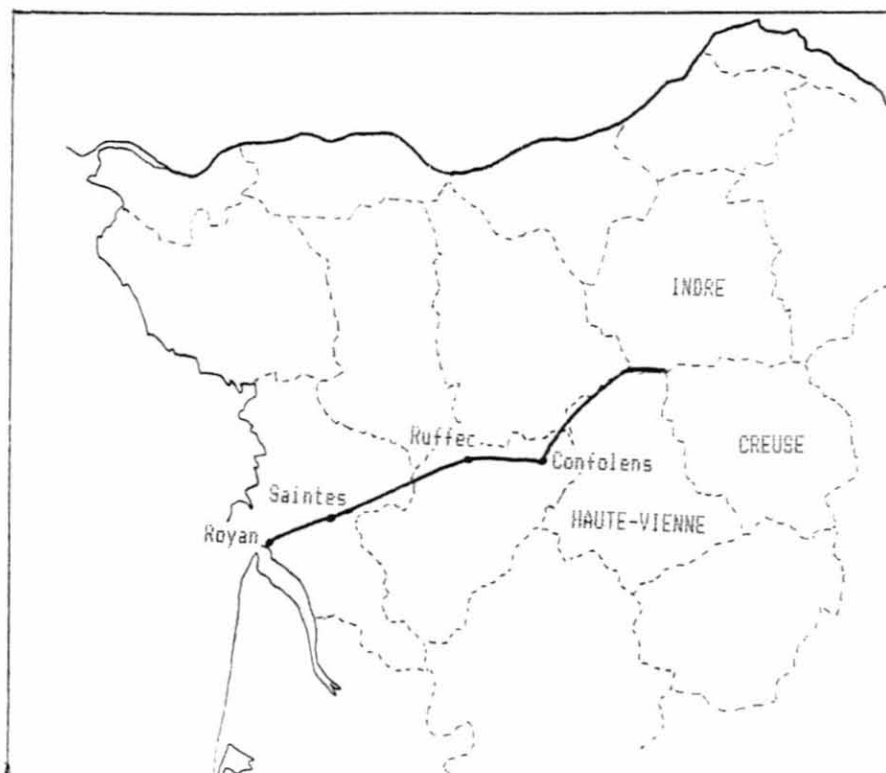 INDRE
Ruffec
CREUSE
Confolens
Saintes
HAUTE-VIENNE
Royan